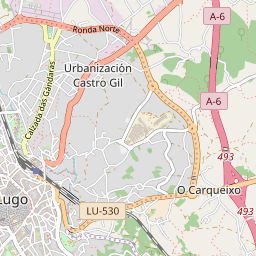 Ronda Norte
A-6
Urbanización
Castro Gil
Calzada das Gándaras
A-6
493
O Carqueixo
Lugo
LU-530
493